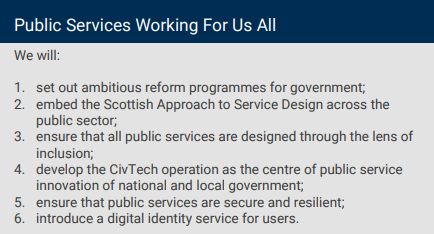 Public Services Working For Us All
We will:
1. set out ambitious reform programmes for government;
2. embed the Scottish Approach to Service Design across the
public sector;
3. ensure that all public services are designed through the lens of
inclusion;
4. develop the CivTech operation as the centre of public service
innovation of national and local government;
5. ensure that public services are secure and resilient;
6. introduce a digital identity service for users.